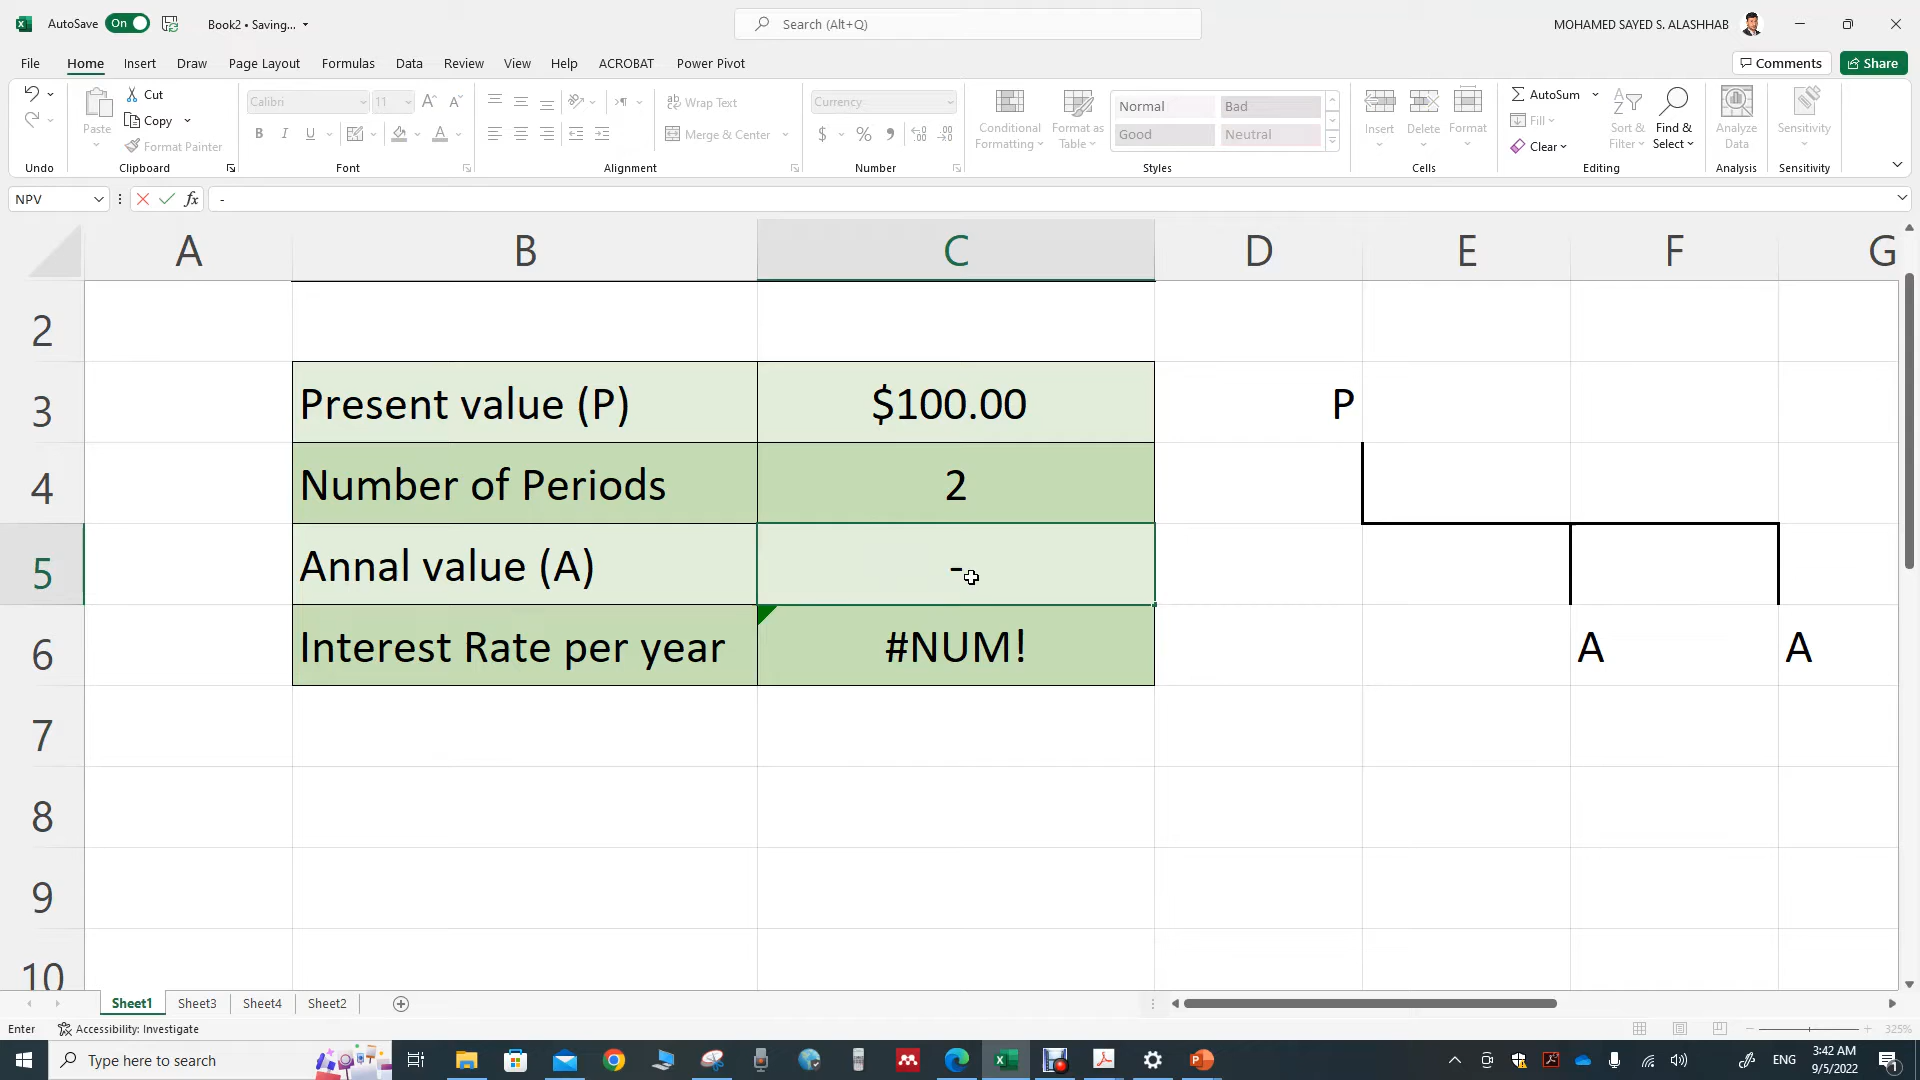 AutoSave On Book2 • Saving... Search (Alt+Q) MOHAMED SAYED S. ALASHHAB
File Home Insert Draw Page Layout Formulas Data Review View Help ACROBAT Power Pivot Comments Share
Cut Calibri 11 Wrap Text Currency Normal Bad AutoSum
Paste Copy Merge & Center $ % Conditional Formatting Format as Table Good Neutral Insert Delete Format Fill Sort & Filter Find & Select Analyze Data Sensitivity
Format Painter Clear
Undo Clipboard Font Alignment Number Styles Cells Editing Analysis Sensitivity
NPV fx -
A B C D E F G
2
3 Present value (P) $100.00 P
4 Number of Periods 2
5 Annal value (A) -
6 Interest Rate per year #NUM! A A
7
8
9
10
Sheet1 Sheet3 Sheet4 Sheet2
Enter Accessibility: Investigate 325%
Type here to search ENG 3:42 AM
9/5/2022 1